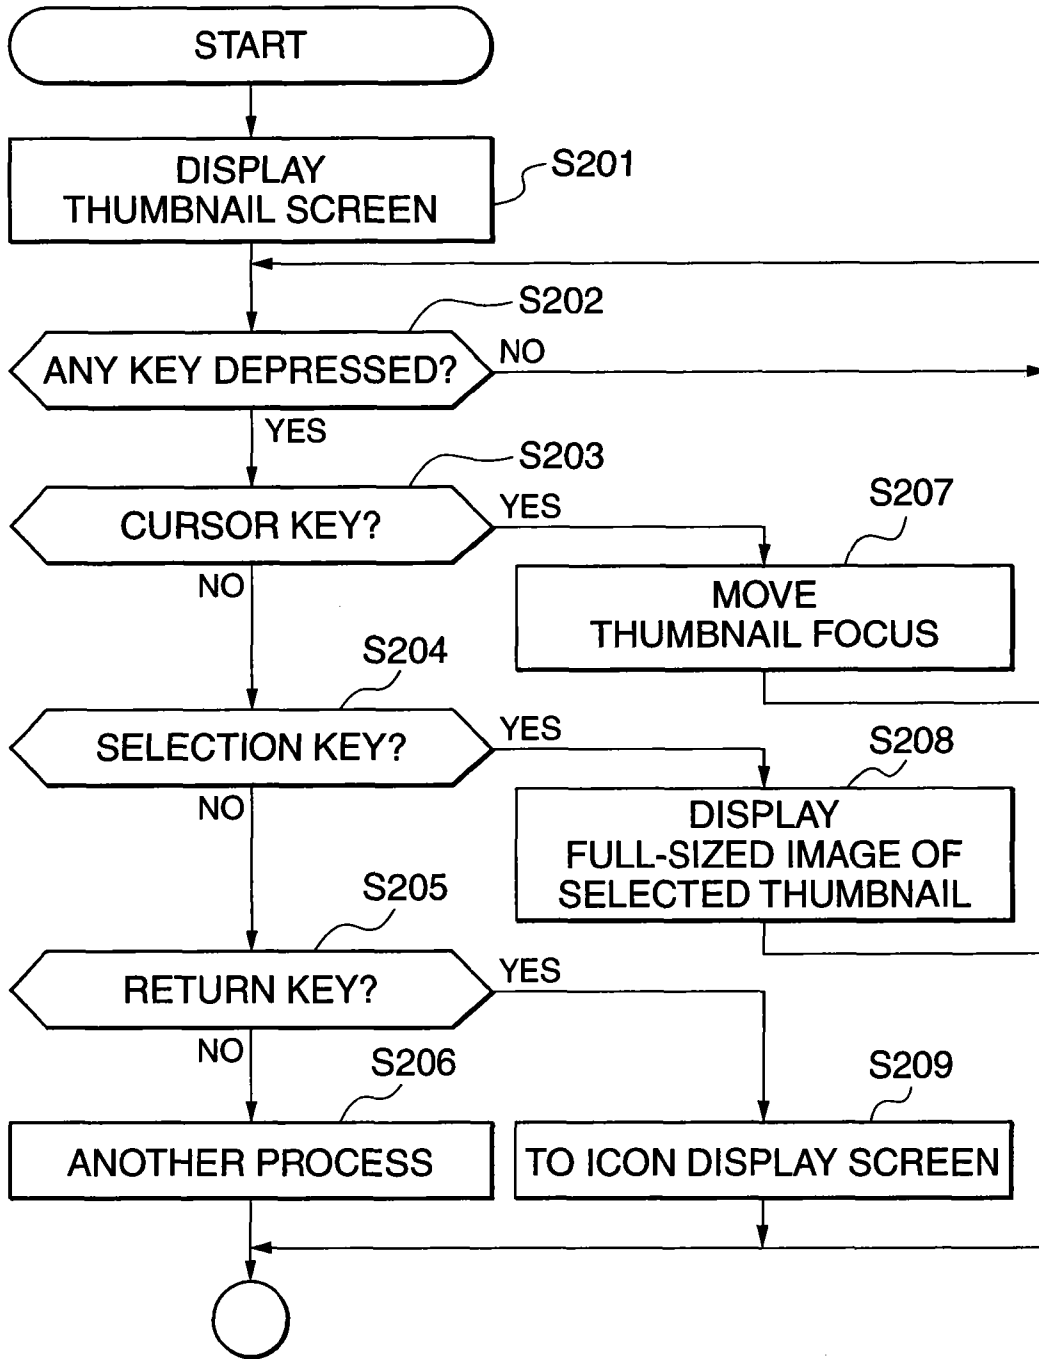 START
DISPLAY
THUMBNAIL SCREEN
S201
S202
ANY KEY DEPRESSED?
NO
YES
S203
CURSOR KEY?
YES
NO
S207
MOVE
THUMBNAIL FOCUS
S204
SELECTION KEY?
YES
NO
S208
DISPLAY
FULL-SIZED IMAGE OF
SELECTED THUMBNAIL
S205
RETURN KEY?
YES
NO
S206
ANOTHER PROCESS
S209
TO ICON DISPLAY SCREEN